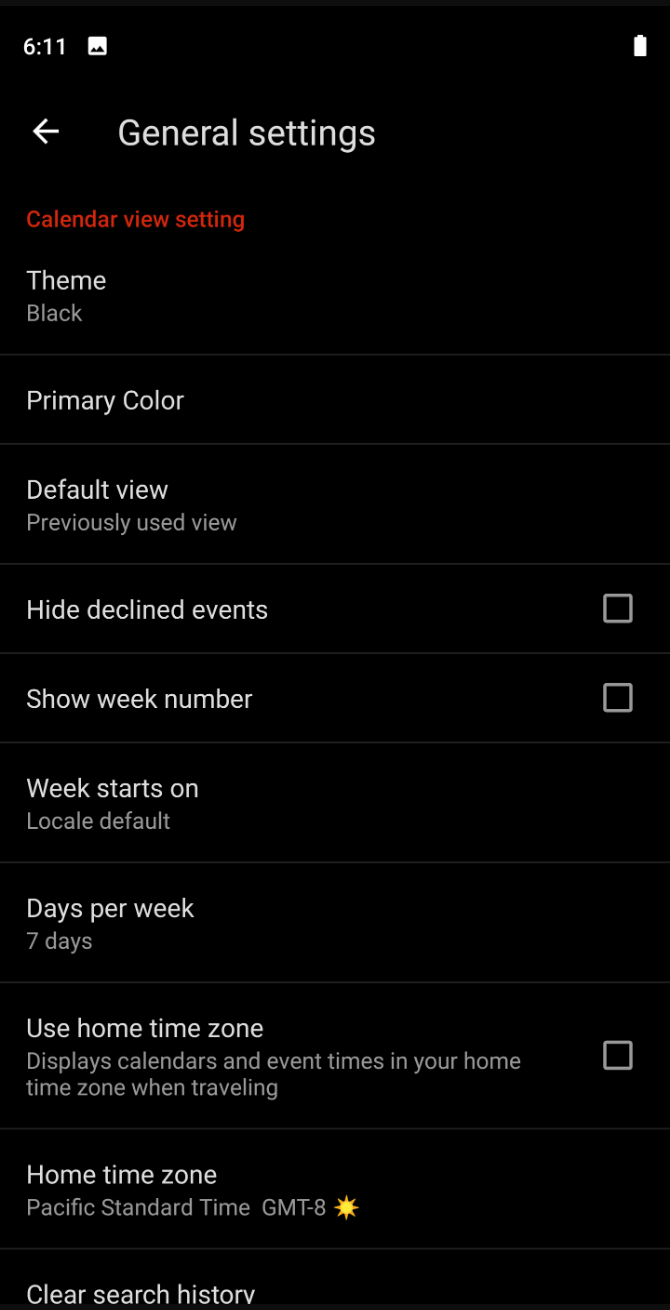 6:11
General settings
Calendar view setting
Theme
Black
Primary Color
Default view
Previously used view
Hide declined events
Show week number
Week starts on
Locale default
Days per week
7 days
Use home time zone
Displays calendars and event times in your home
time zone when traveling
Home time zone
Pacific Standard Time GMT-8 ☀
Clear search history